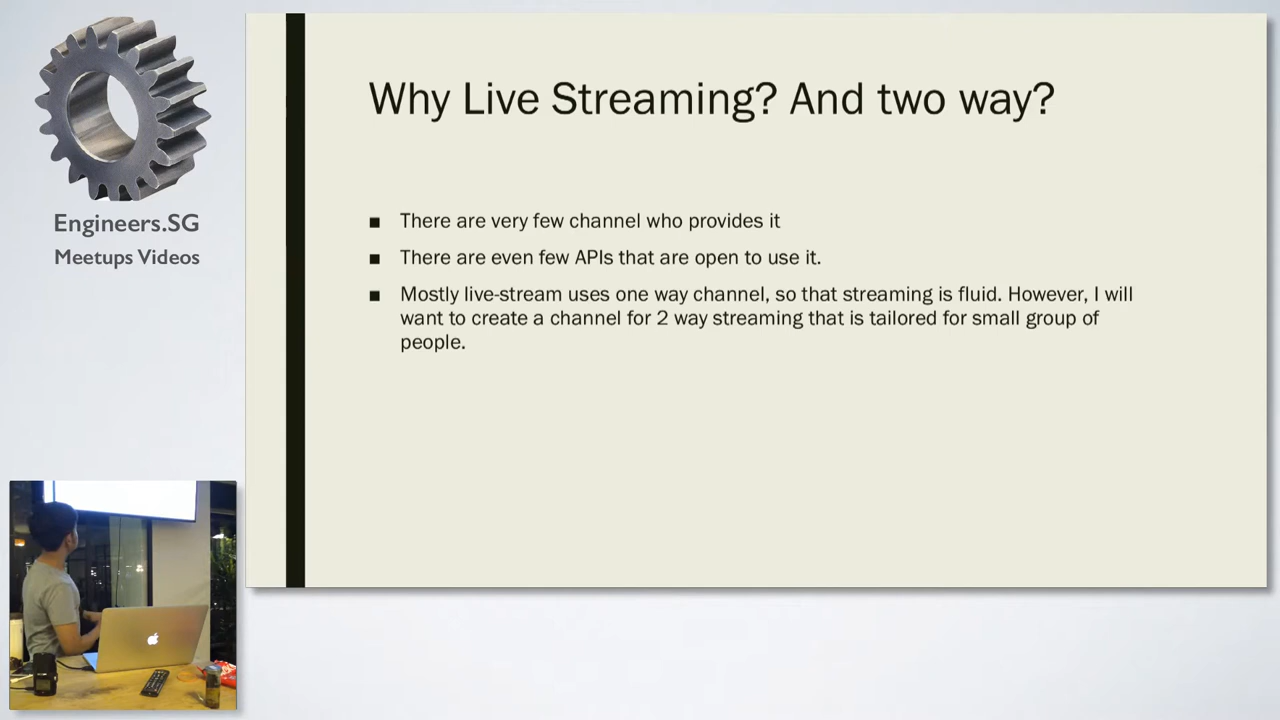 Engineers.SG
Meetups Videos
Why Live Streaming? And two way?
■ There are very few channel who provides it
■ There are even few APIs that are open to use it.
■ Mostly live-stream uses one way channel, so that streaming is fluid. However, I will
want to create a channel for 2 way streaming that is tailored for small group of
people.